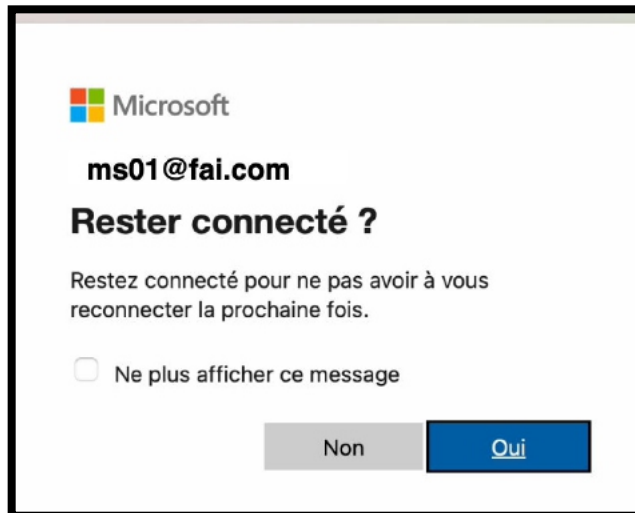 Microsoft
ms01@fai.com
Rester connecté ?
Restez connecté pour ne pas avoir à vous
reconnecter la prochaine fois.
Ne plus afficher ce message
Non
Oui